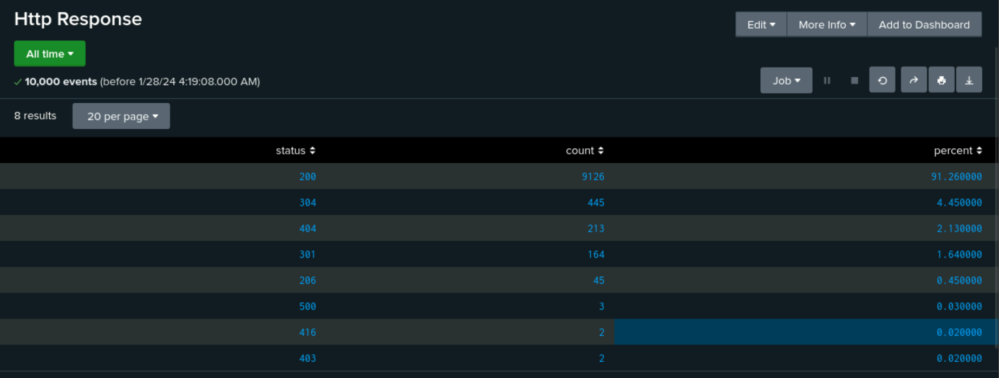 Http Response
Edit More Info Add to Dashboard
All time
10,000 events (before 1/28/24 4:19:08.000 AM)
Job
8 results 20 per page
status count percent
200 9126 91.260000
304 445 4.450000
404 213 2.130000
301 164 1.640000
206 45 0.450000
500 3 0.030000
416 2 0.020000
403 2 0.020000